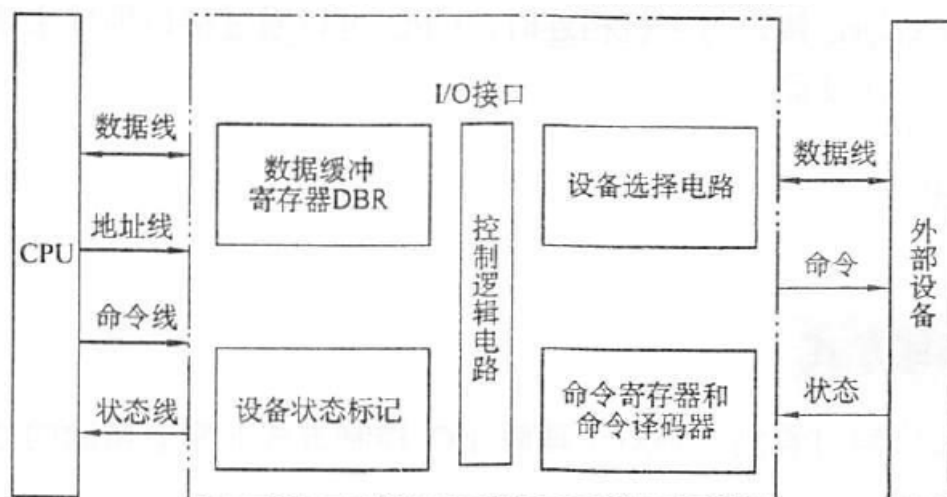 I/O接口
数据线
地址线
CPU
命令线
状态线
数据缓冲
寄存器DBR
设备状态标记
控制逻辑电路
设备选择电路
命令寄存器和
命令译码器
数据线
命令
状态
外部设备